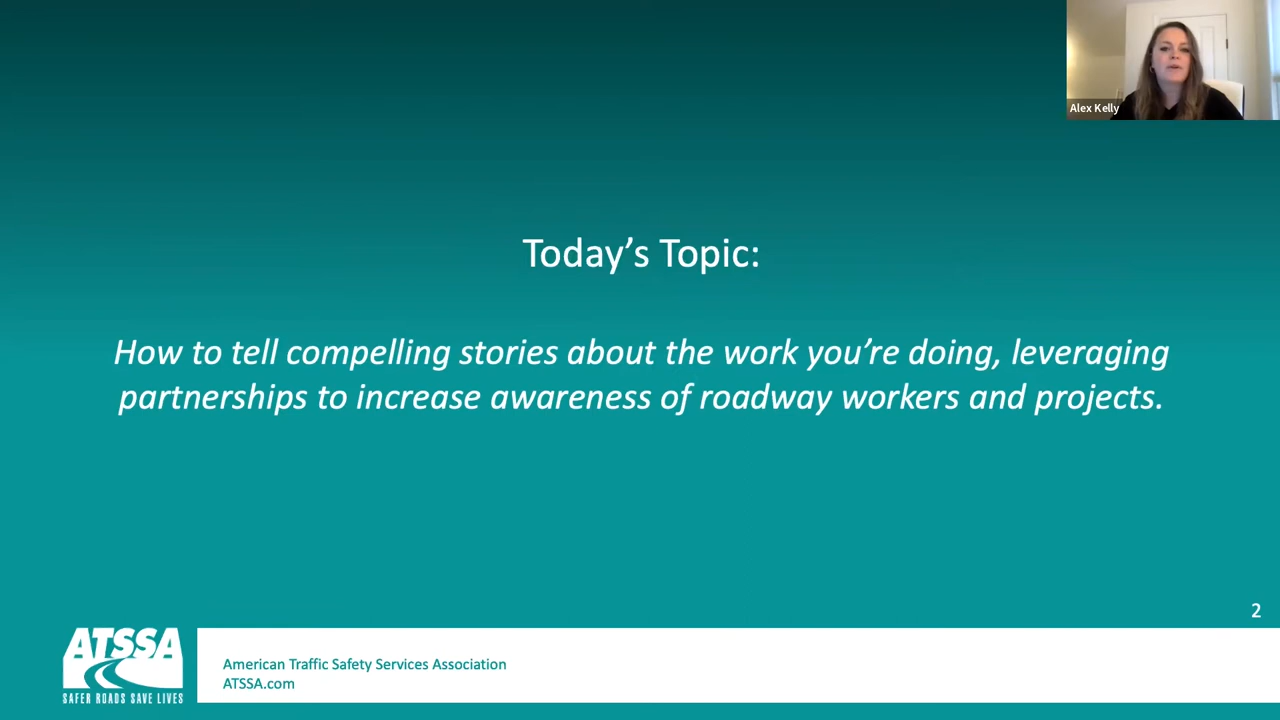 Alex Kelly
Today’s Topic:
How to tell compelling stories about the work you’re doing, leveraging
partnerships to increase awareness of roadway workers and projects.
2
ATSSA
SAFER ROADS SAVE LIVES
American Traffic Safety Services Association
ATSSA.com